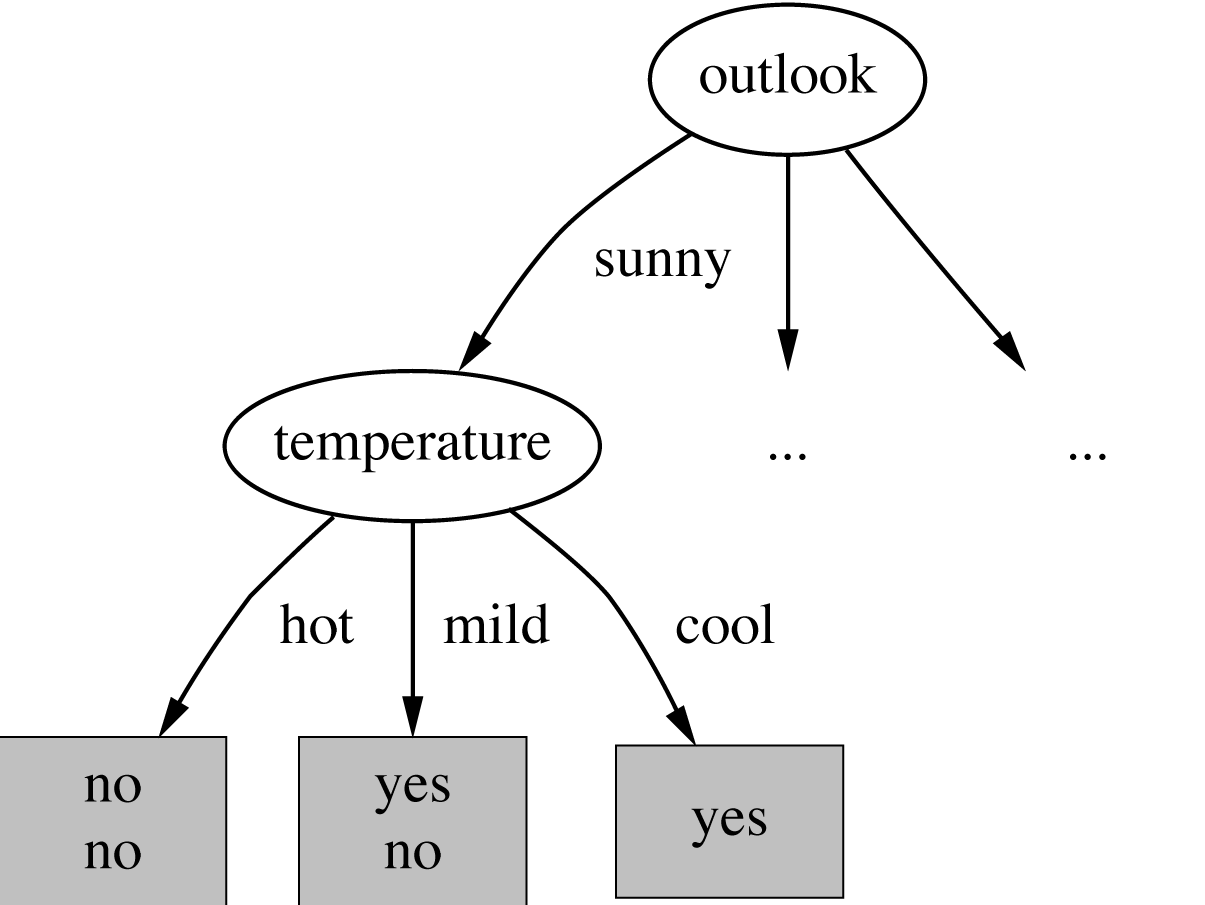 outlook
sunny
temperature
...
...
hot
mild
cool
no
no
yes
no
yes